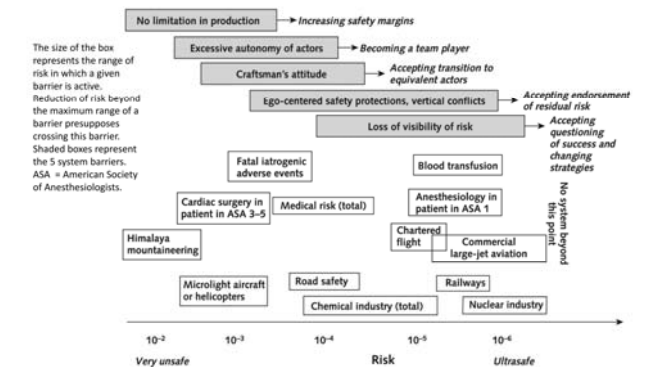 No limitation in production
Increasing safety margins
The size of the box
represents the range of
risk in which a given
barrier is active.
Reduction of risk beyond
the maximum range of a
barrier presupposes
crossing this barrier.
Shaded boxes represent
the 5 system barriers.
ASA = American Society
of Anesthesiologists.
Excessive autonomy of actors
Becoming a team player
Craftsman's attitude
Accepting transition to
equivalent actors
Ego-centered safety protections, vertical conflicts
Accepting endorsement
of residual risk
Loss of visibility of risk
Accepting
questioning
of success and
changing
strategies
Fatal iatrogenic
adverse events
Blood transfusion
Cardiac surgery in
patient in ASA 3–5
Medical risk (total)
Anesthesiology in
patient in ASA 1
No system beyond
this point
Himalaya
mountaineering
Chartered
flight
Commercial
large-jet aviation
Microlight aircraft
or helicopters
Road safety
Railways
Chemical industry (total)
Nuclear industry
10-2 10-3 10-4 10-5 10-6
Very unsafe Risk Ultrasafe